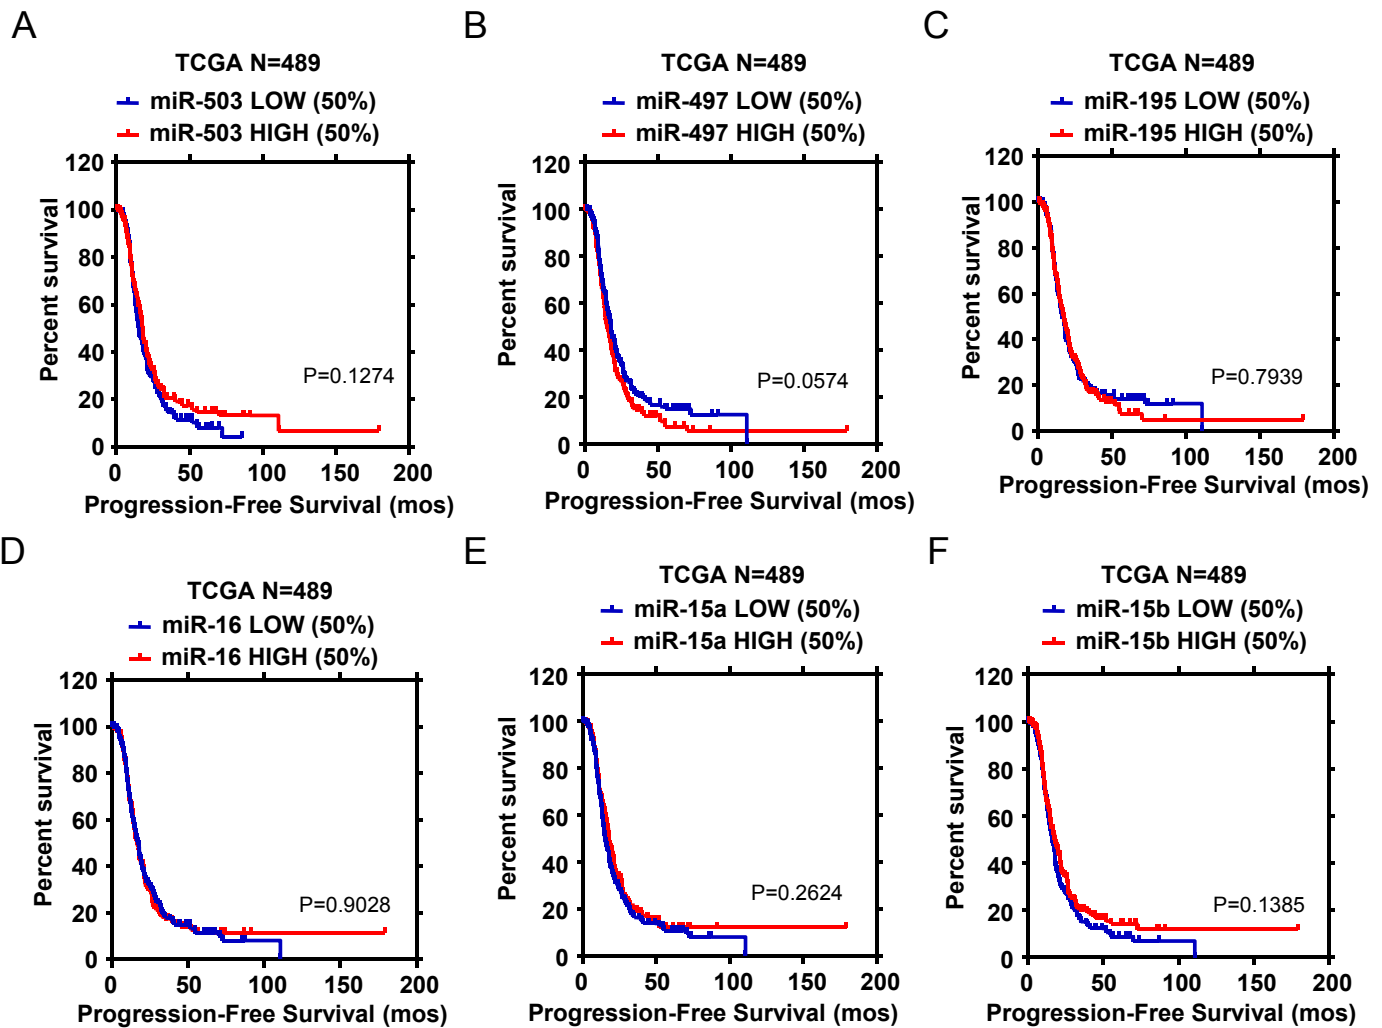 A
TCGA N=489
miR-503 LOW (50%)
miR-503 HIGH (50%)
120
100
80
60
40
20
0
Percent survival
P=0.1274
0 50 100 150 200
Progression-Free Survival (mos)
B
TCGA N=489
miR-497 LOW (50%)
miR-497 HIGH (50%)
120
100
80
60
40
20
0
Percent survival
P=0.0574
0 50 100 150 200
Progression-Free Survival (mos)
C
TCGA N=489
miR-195 LOW (50%)
miR-195 HIGH (50%)
120
100
80
60
40
20
0
Percent survival
P=0.7939
0 50 100 150 200
Progression-Free Survival (mos)
D
TCGA N=489
miR-16 LOW (50%)
miR-16 HIGH (50%)
120
100
80
60
40
20
0
Percent survival
P=0.9028
0 50 100 150 200
Progression-Free Survival (mos)
E
TCGA N=489
miR-15a LOW (50%)
miR-15a HIGH (50%)
120
100
80
60
40
20
0
Percent survival
P=0.2624
0 50 100 150 200
Progression-Free Survival (mos)
F
TCGA N=489
miR-15b LOW (50%)
miR-15b HIGH (50%)
120
100
80
60
40
20
0
Percent survival
P=0.1385
0 50 100 150 200
Progression-Free Survival (mos)